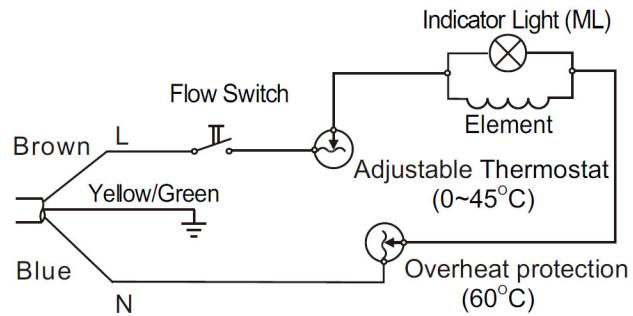 Indicator Light (ML)
Flow Switch
Element
Brown
L
Adjustable Thermostat
(0~45°C)
Yellow/Green
Blue
N
Overheat protection
(60°C)